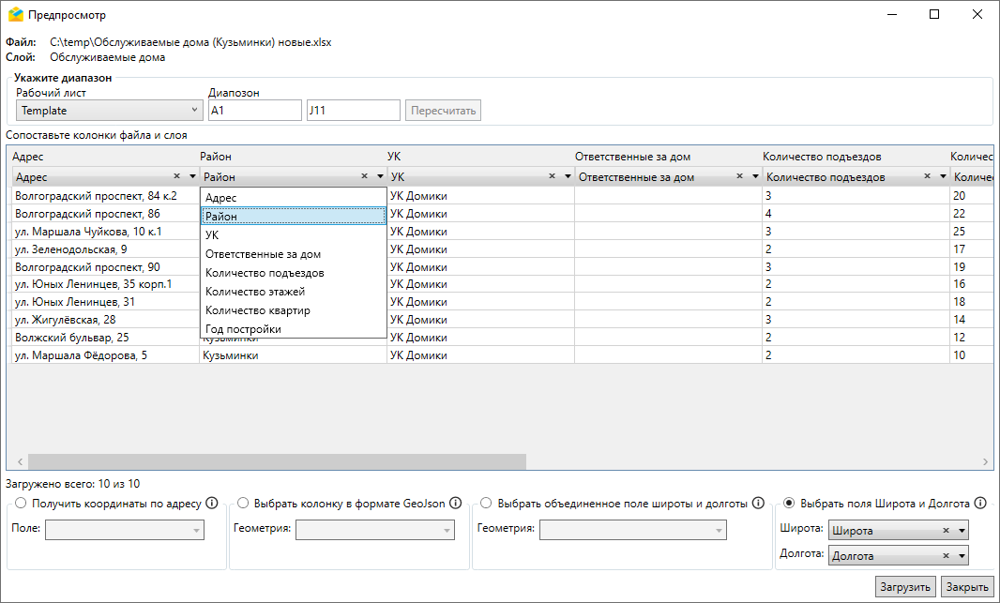 Предпросмотр
Файл: C:\temp\Обслуживаемые дома (Кузьминки) новые.xlsx
Слой: Обслуживаемые дома
Укажите диапазон
Рабочий лист Диапозон
Template A1 J11 Пересчитать
Сопоставьте колонки файла и слоя
Адрес Район УК Ответственные за дом Количество подъездов Количес
Адрес Район УК Ответственные за дом Количество подъездов Количе
Волгоградский проспект, 84 к.2 Адрес УК Домики 3 20
Волгоградский проспект, 86 Район УК Домики 4 22
ул. Маршала Чуйкова, 10 к.1 УК УК Домики 3 25
ул. Зеленодольская, 9 Ответственные за дом УК Домики 2 17
Волгоградский проспект, 90 Количество подъездов УК Домики 3 19
ул. Юных Ленинцев, 35 корп.1 Количество этажей УК Домики 2 16
ул. Юных Ленинцев, 31 Количество квартир УК Домики 2 18
ул. Жигулёвская, 28 Год постройки УК Домики 3 14
Волжский бульвар, 25 Кузьминки УК Домики 2 12
ул. Маршала Фёдорова, 5 Кузьминки УК Домики 2 10
Загружено всего: 10 из 10
Получить координаты по адресу Выбрать колонку в формате GeoJson Выбрать объединенное поле широты и долготы Выбрать поля Широта и Долгота
Поле: Геометрия: Геометрия: Широта: Широта
Долгота: Долгота
Загрузить Закрыть